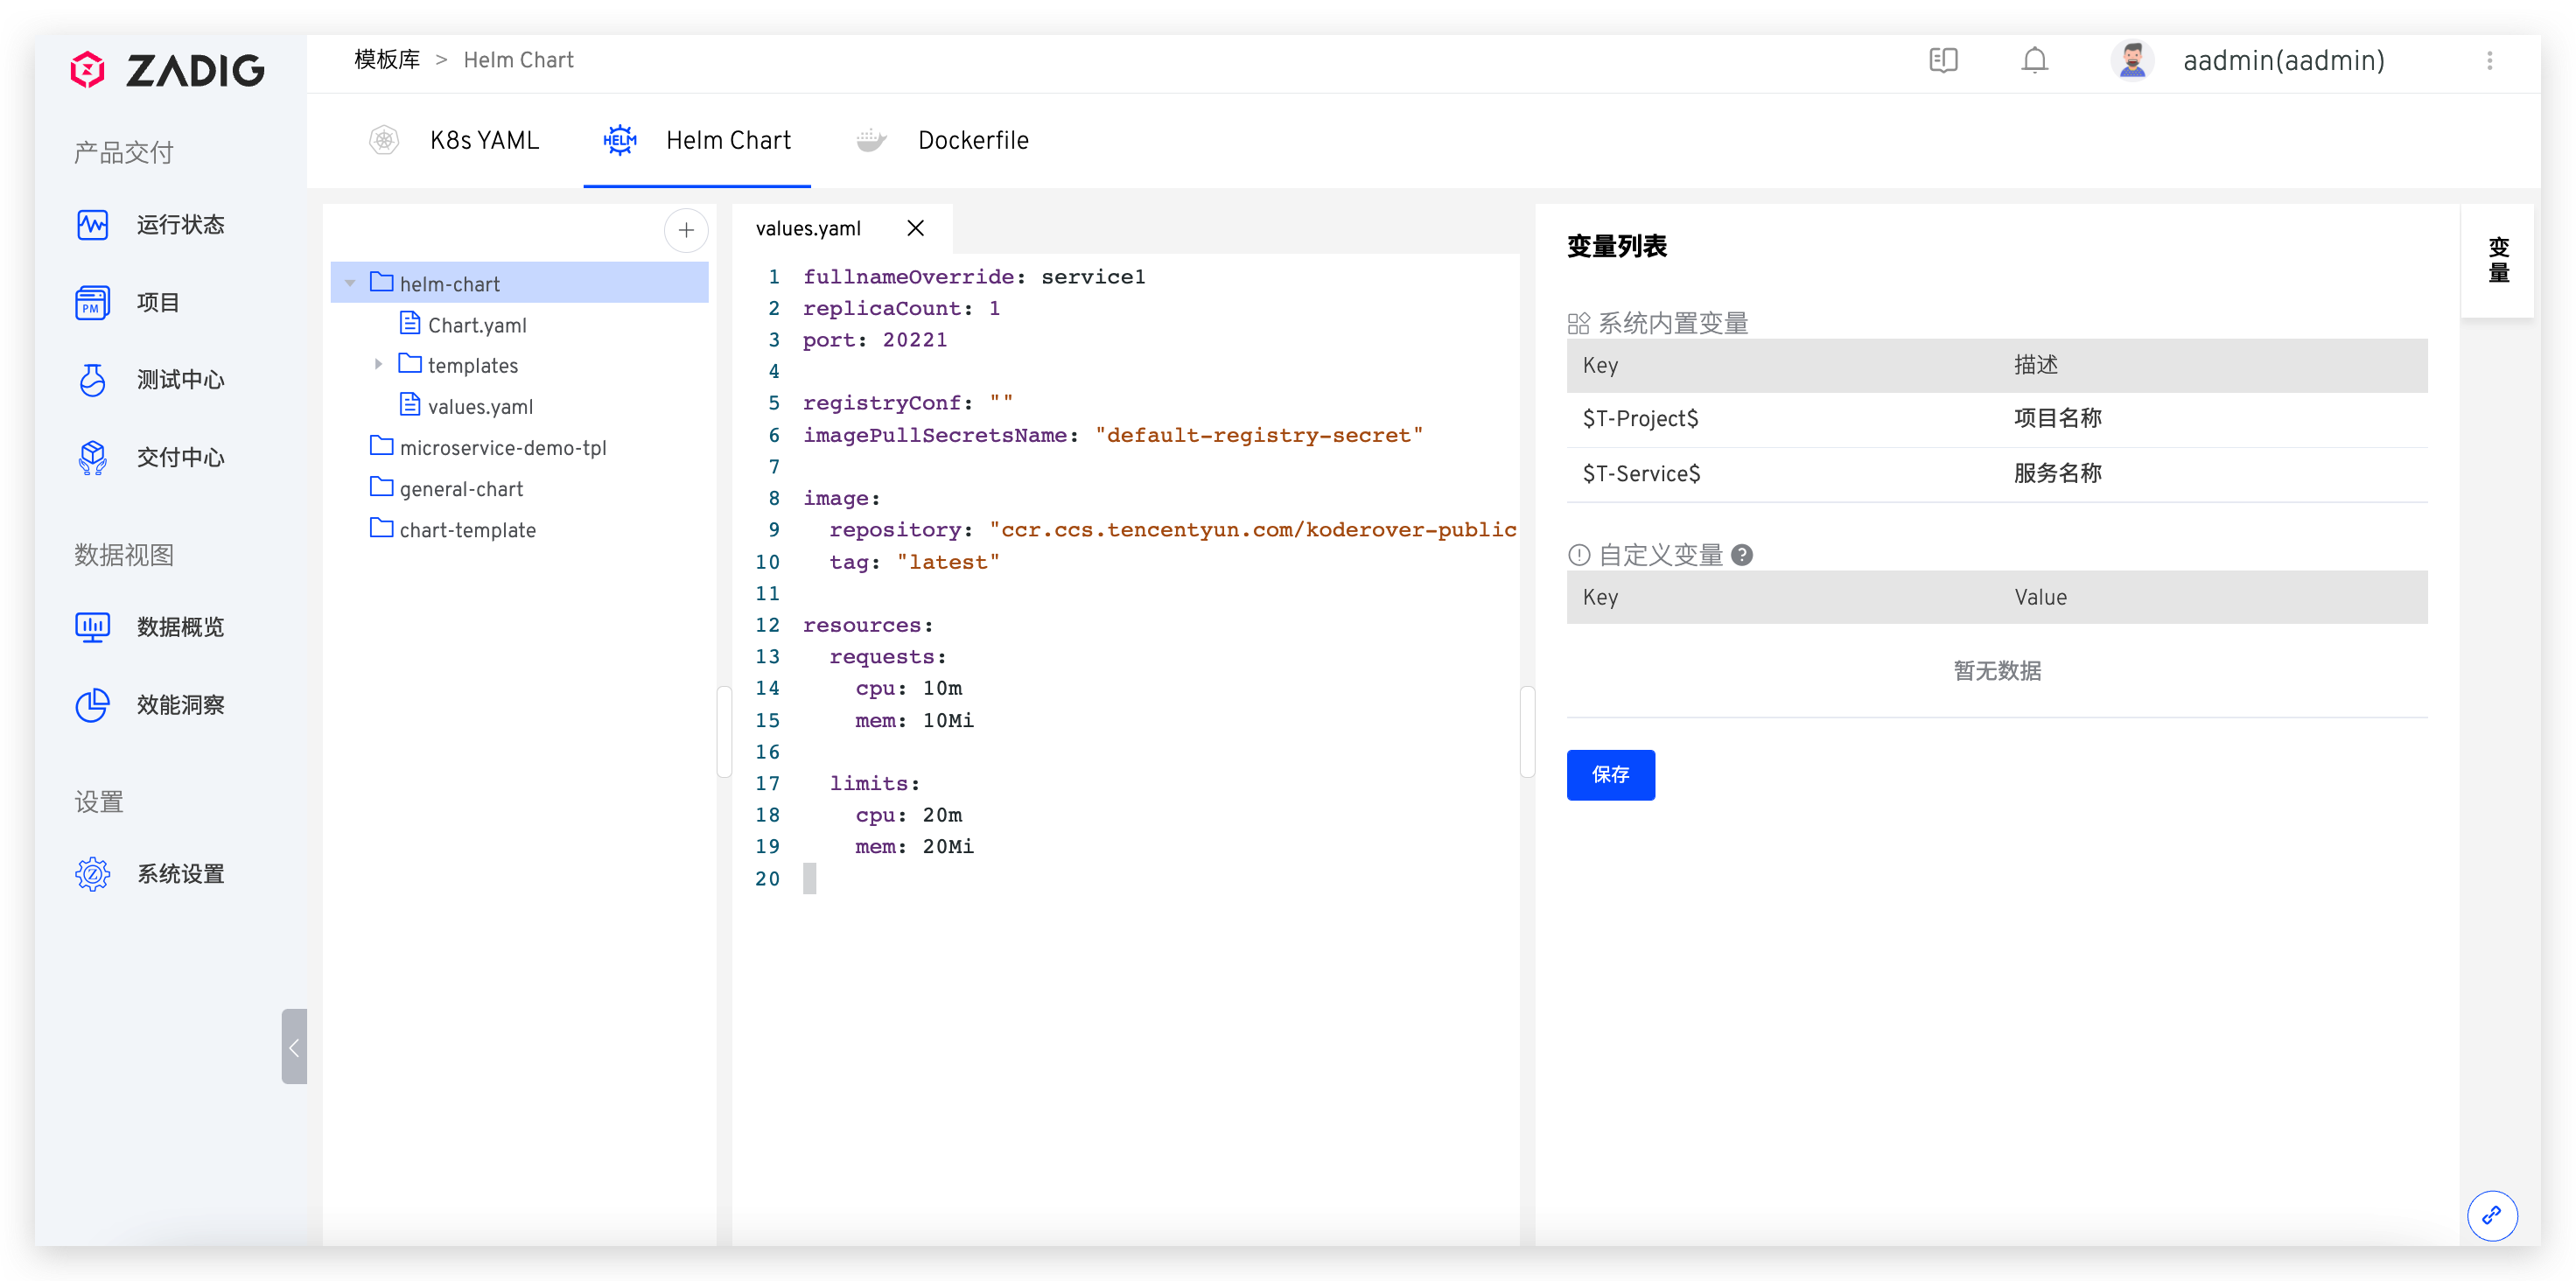 ZADIG
模板库 > Helm Chart
aadmin(aadmin)
产品交付
运行状态
PM
项目
测试中心
交付中心
数据视图
数据概览
效能洞察
设置
系统设置
K8s YAML
HELM
Helm Chart
Dockerfile
helm-chart
Chart.yaml
templates
values.yaml
microservice-demo-tpl
general-chart
chart-template
values.yaml
1 fullnameOverride: service1
2 replicaCount: 1
3 port: 20221
4
5 registryConf: ""
6 imagePullSecretsName: "default-registry-secret"
7
8 image:
9 repository: "ccr.ccs.tencentyun.com/koderover-public
10 tag: "latest"
11
12 resources:
13 requests:
14 cpu: 10m
15 mem: 10Mi
16
17 limits:
18 cpu: 20m
19 mem: 20Mi
20
变量列表
系统内置变量
Key 描述
$T-Project$ 项目名称
$T-Service$ 服务名称
自定义变量
Key Value
暂无数据
保存
变量